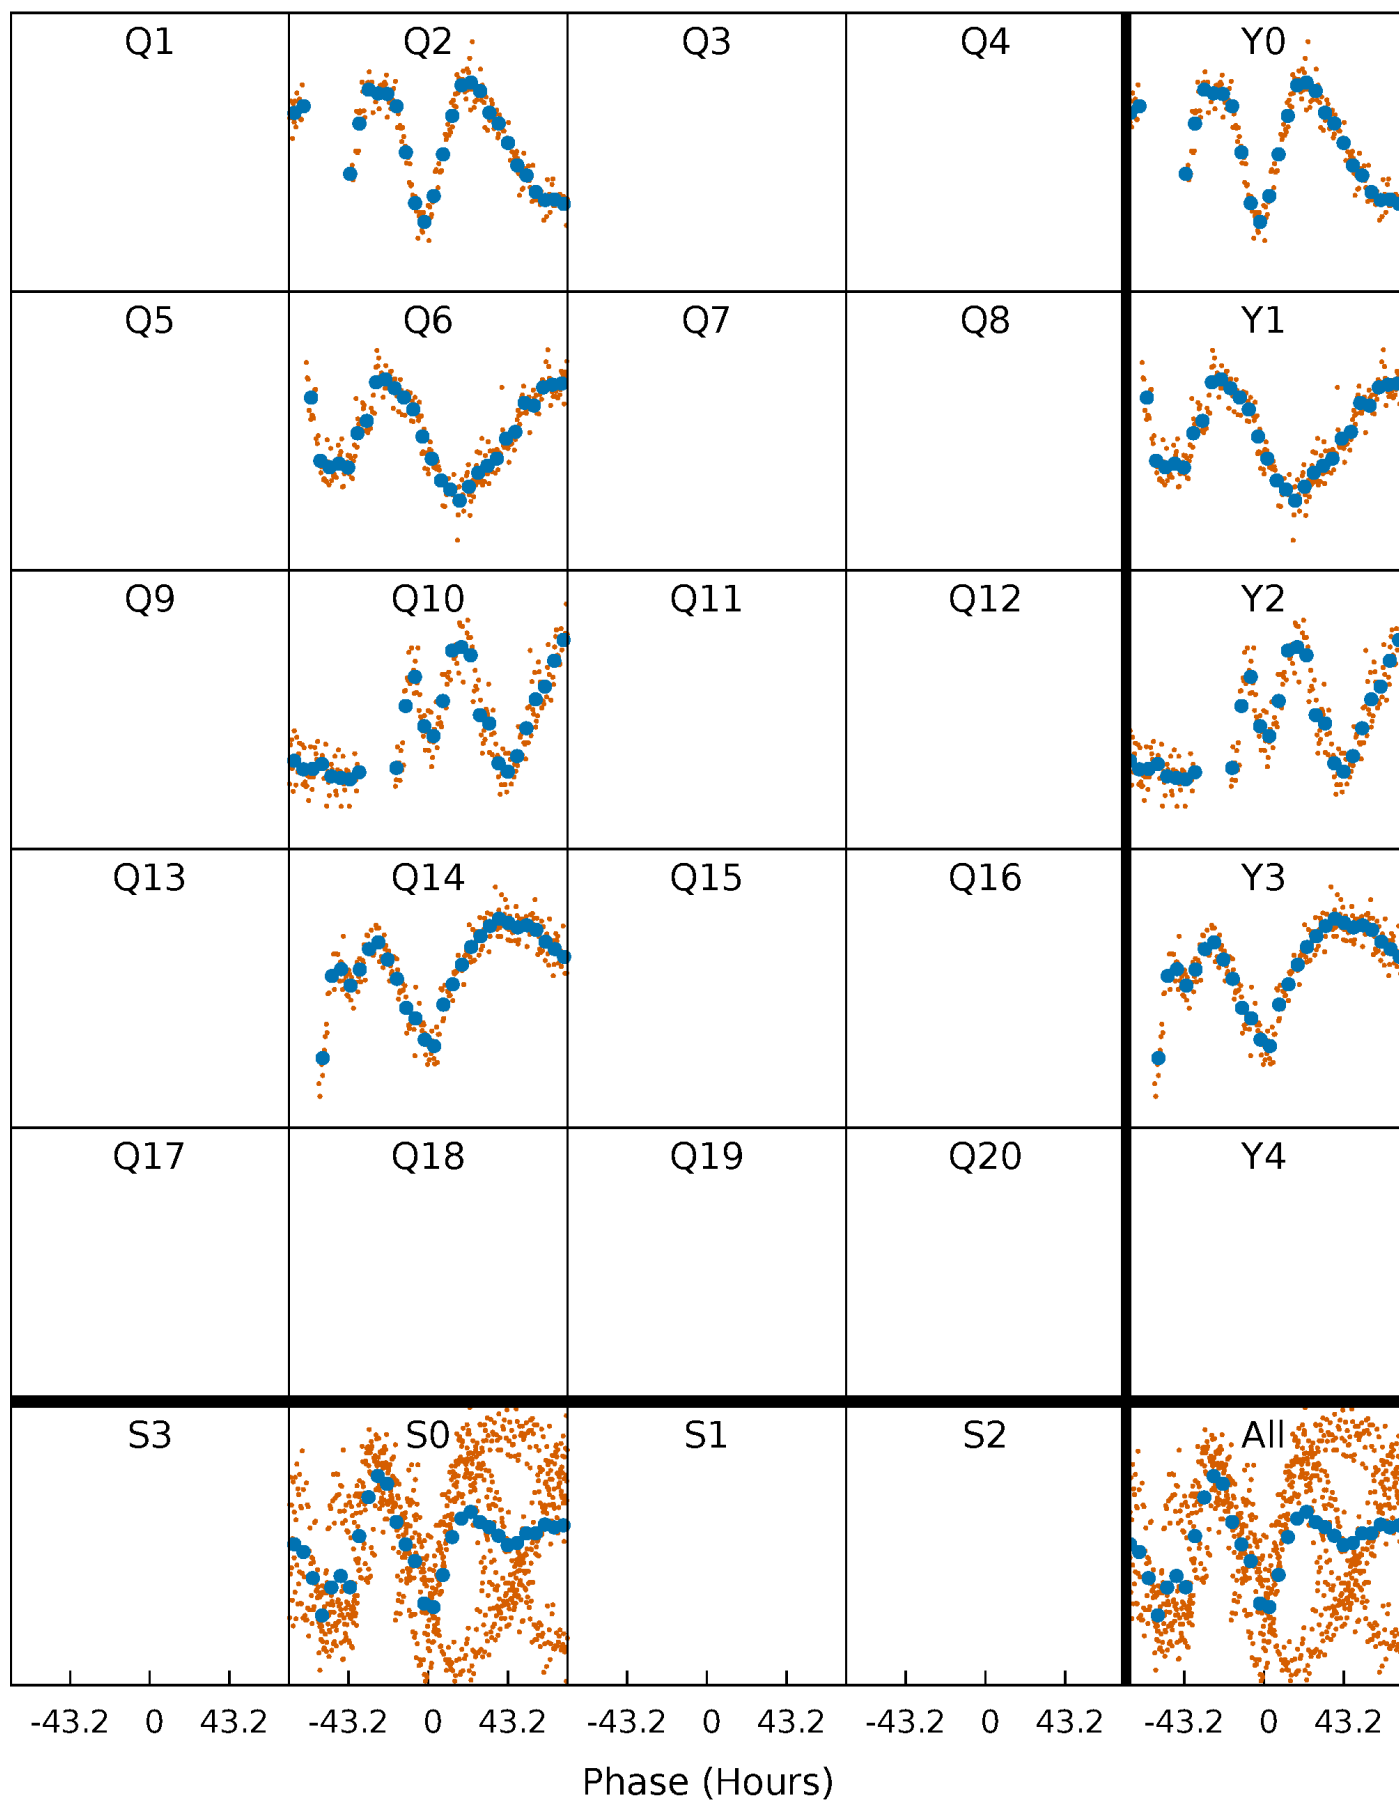 Q1 Q2 Q3 Q4 Y0
Q5 Q6 Q7 Q8 Y1
Q9 Q10 Q11 Q12 Y2
Q13 Q14 Q15 Q16 Y3
Q17 Q18 Q19 Q20 Y4
S3 S0 S1 S2 All
-43.2 0 43.2 -43.2 0 43.2 -43.2 0 43.2 -43.2 0 43.2 -43.2 0 43.2
Phase (Hours)